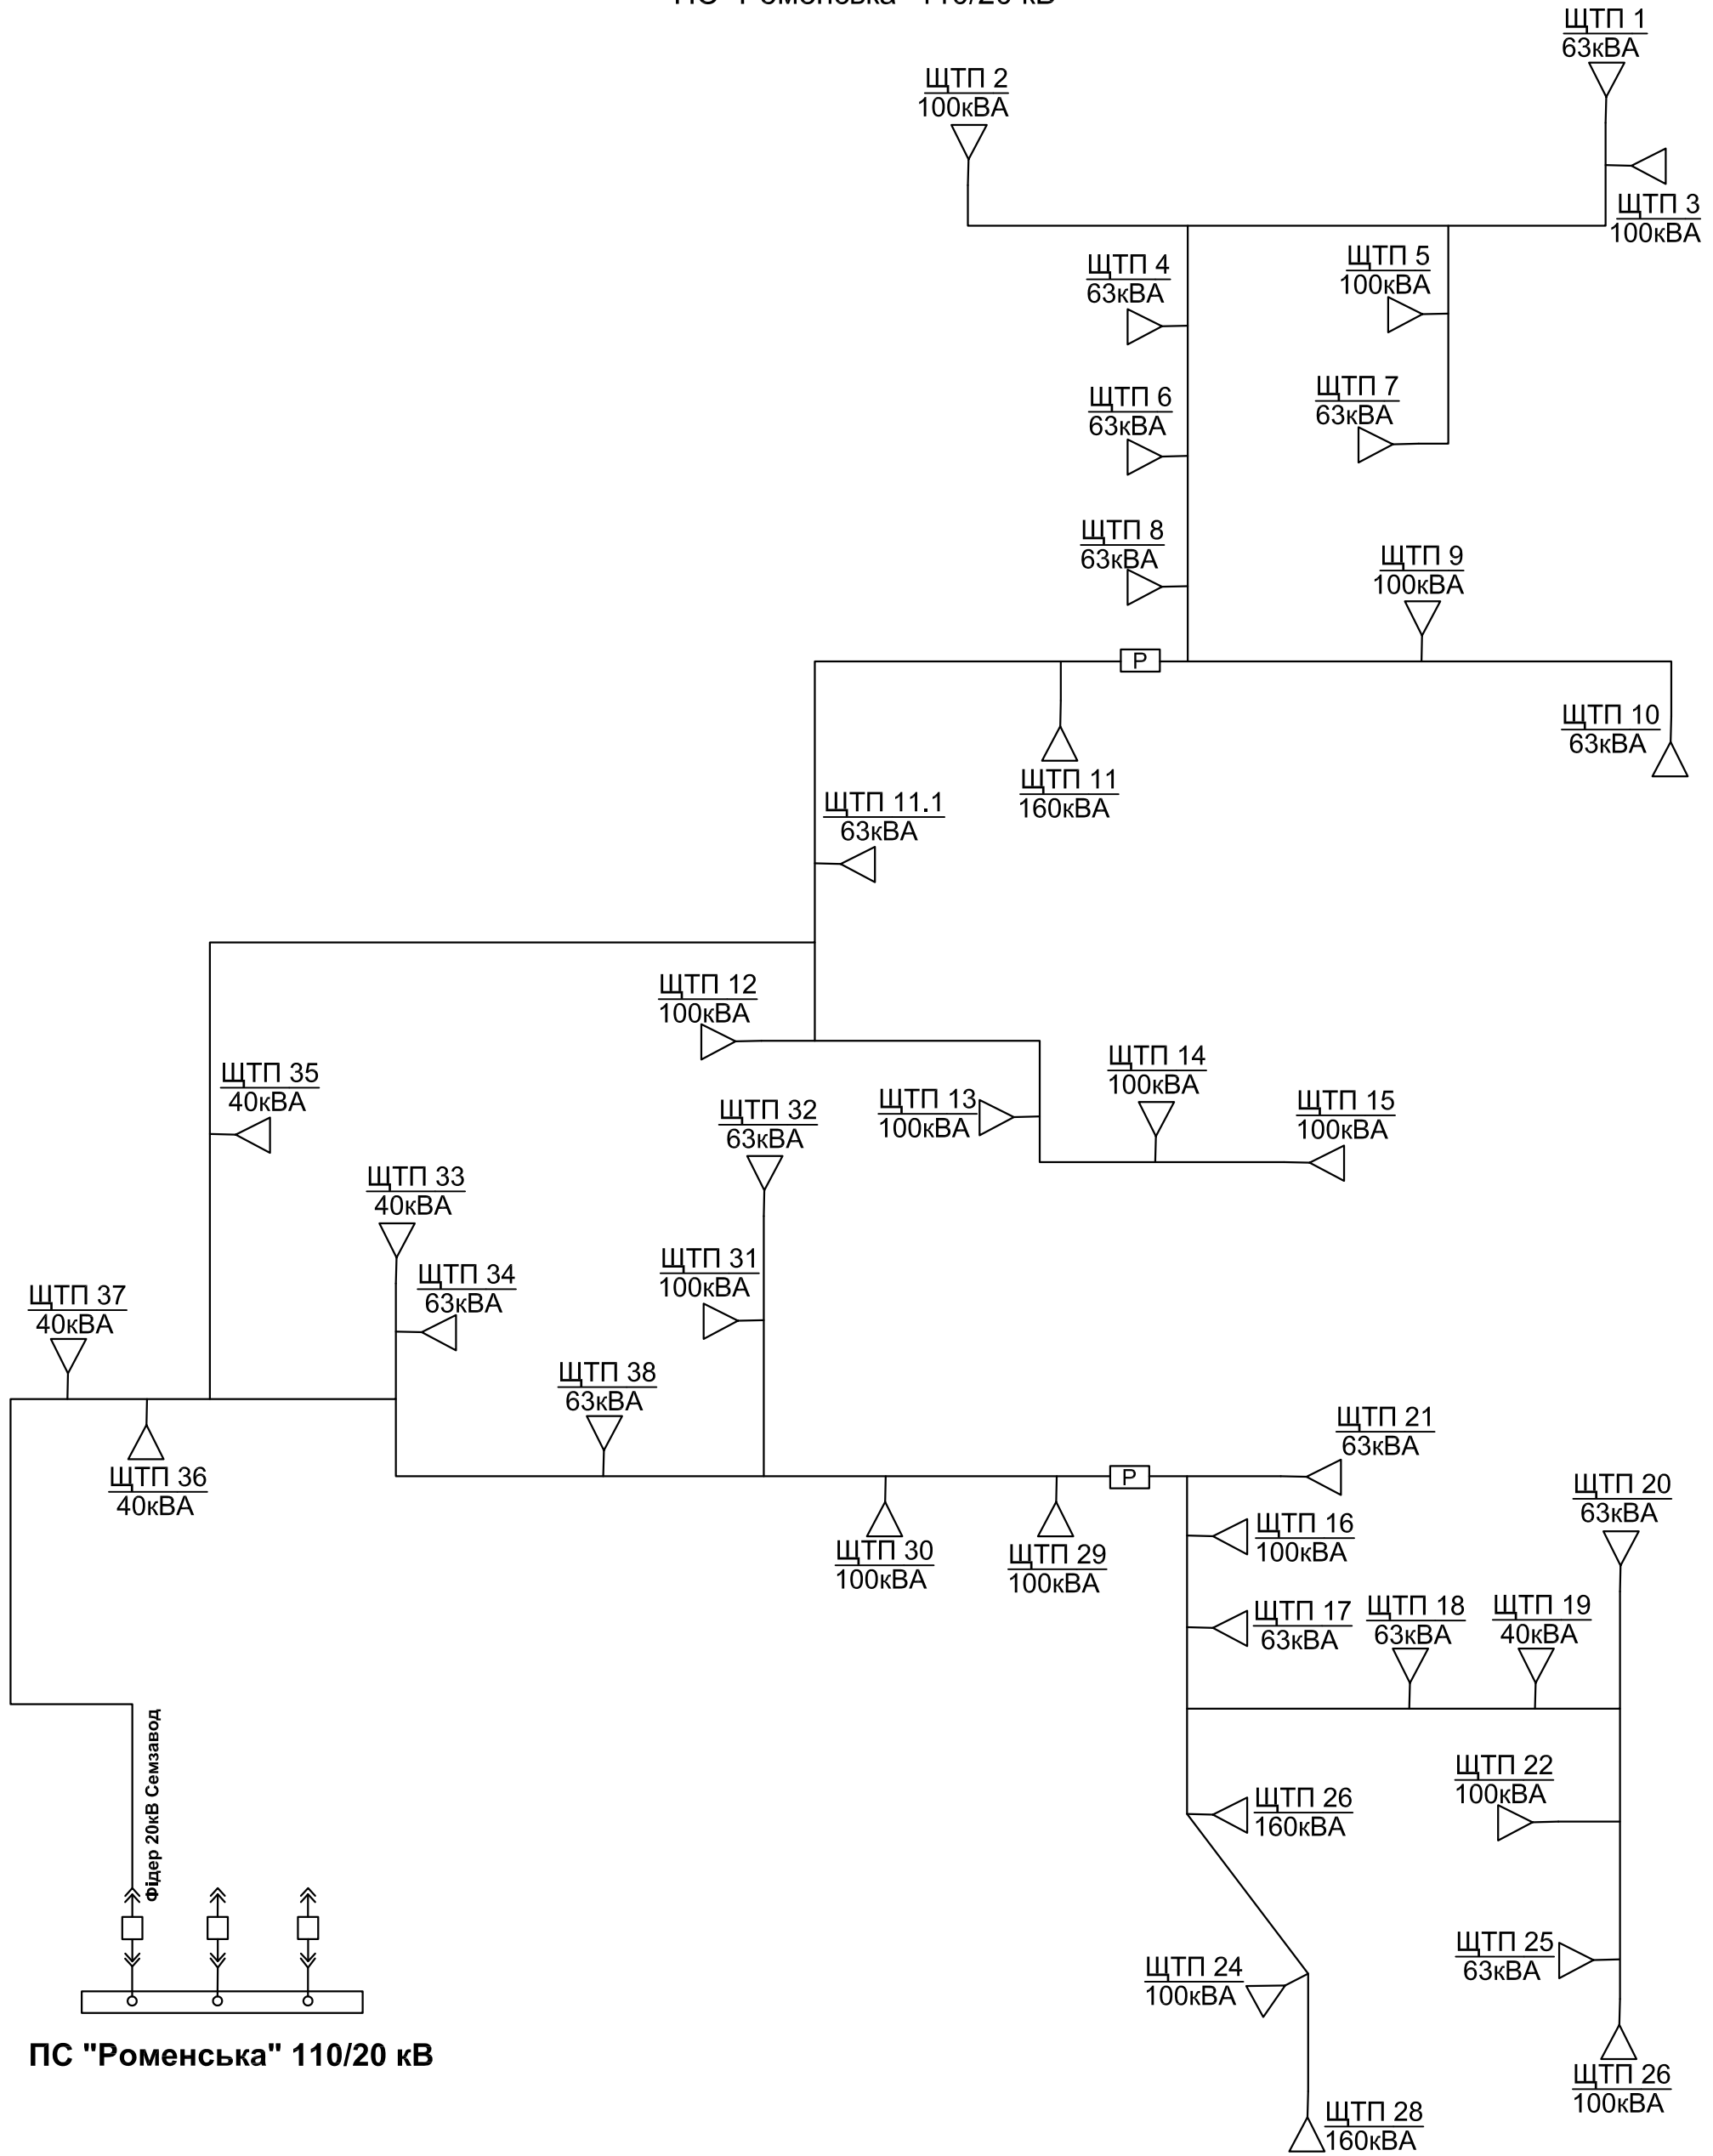 ПС "Роменська" 110/20 кВ
ЩТП 1
63кВА
ЩТП 2
100кВА
ЩТП 3
100кВА
ЩТП 4
63кВА
ЩТП 5
100кВА
ЩТП 6
63кВА
ЩТП 7
63кВА
ЩТП 8
63кВА
ЩТП 9
100кВА
Р
ЩТП 10
63кВА
ЩТП 11
160кВА
ЩТП 11.1
63кВА
ЩТП 12
100кВА
ЩТП 14
100кВА
ЩТП 35
40кВА
ЩТП 13
100кВА
ЩТП 15
100кВА
ЩТП 32
63кВА
ЩТП 33
40кВА
ЩТП 31
100кВА
ЩТП 34
63кВА
ЩТП 37
40кВА
ЩТП 38
63кВА
ЩТП 21
63кВА
ЩТП 36
40кВА
Р
ЩТП 20
63кВА
ЩТП 16
100кВА
ЩТП 30
100кВА
ЩТП 29
100кВА
ЩТП 17
63кВА
ЩТП 18
63кВА
ЩТП 19
40кВА
Фідер 20кВ Семзавод
ЩТП 22
100кВА
ЩТП 26
160кВА
ЩТП 25
63кВА
ЩТП 24
100кВА
ПС "Роменська" 110/20 кВ
ЩТП 26
100кВА
ЩТП 28
160кВА